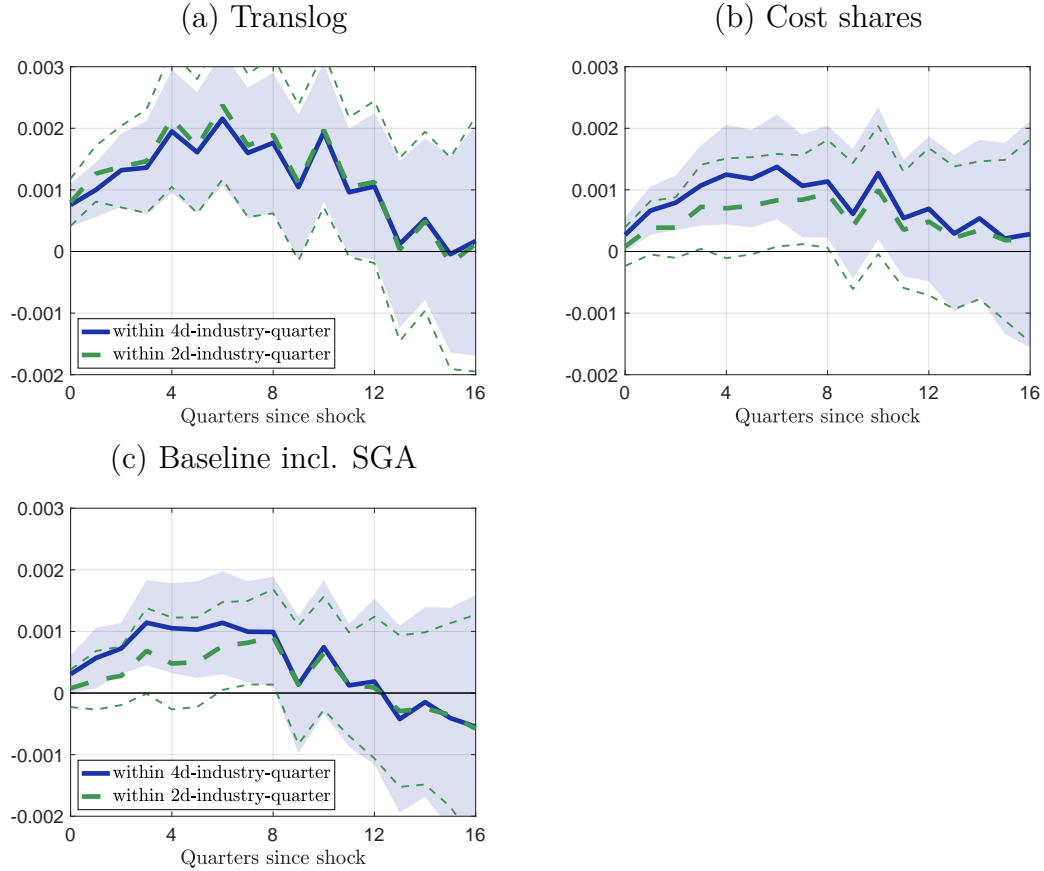 (a) Translog
0.003
0.002
0.001
0
-0.001
-0.002
within 4d-industry-quarter
within 2d-industry-quarter
0 4 8 12 16
Quarters since shock
(b) Cost shares
0.003
0.002
0.001
0
-0.001
-0.002
0 4 8 12 16
Quarters since shock
(c) Baseline incl. SGA
0.003
0.002
0.001
0
-0.001
-0.002
within 4d-industry-quarter
within 2d-industry-quarter
0 4 8 12 16
Quarters since shock